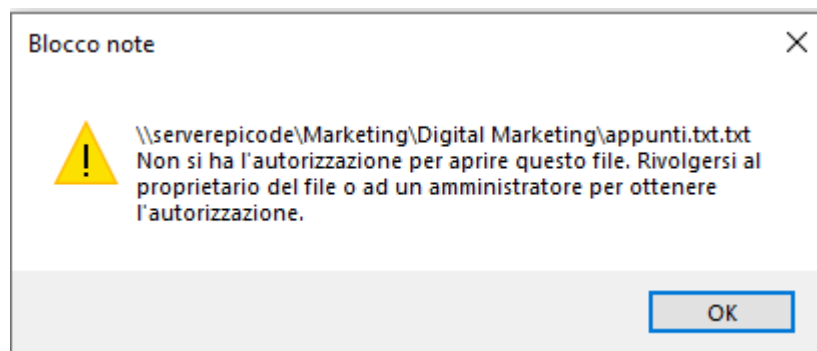 Blocco note
\\serverepicode\Marketing\Digital Marketing\appunti.txt.txt
Non si ha l'autorizzazione per aprire questo file. Rivolgersi al
proprietario del file o ad un amministratore per ottenere
l'autorizzazione.
OK